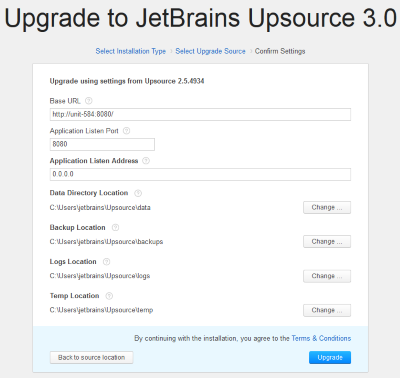 Upgrade to JetBrains Upsource 3.0
Select Installation Type › Select Upgrade Source › Confirm Settings
Upgrade using settings from Upsource 2.5.4934
Base URL ?
http://unit-584:8080/
Application Listen Port ?
8080
Application Listen Address ?
0.0.0.0
Data Directory Location ?
C:\Users\jetbrains\Upsource\data Change ...
Backup Location ?
C:\Users\jetbrains\Upsource\backups Change ...
Logs Location ?
C:\Users\jetbrains\Upsource\logs Change ...
Temp Location ?
C:\Users\jetbrains\Upsource\temp Change ...
By continuing with the installation, you agree to the Terms & Conditions
Back to source location Upgrade